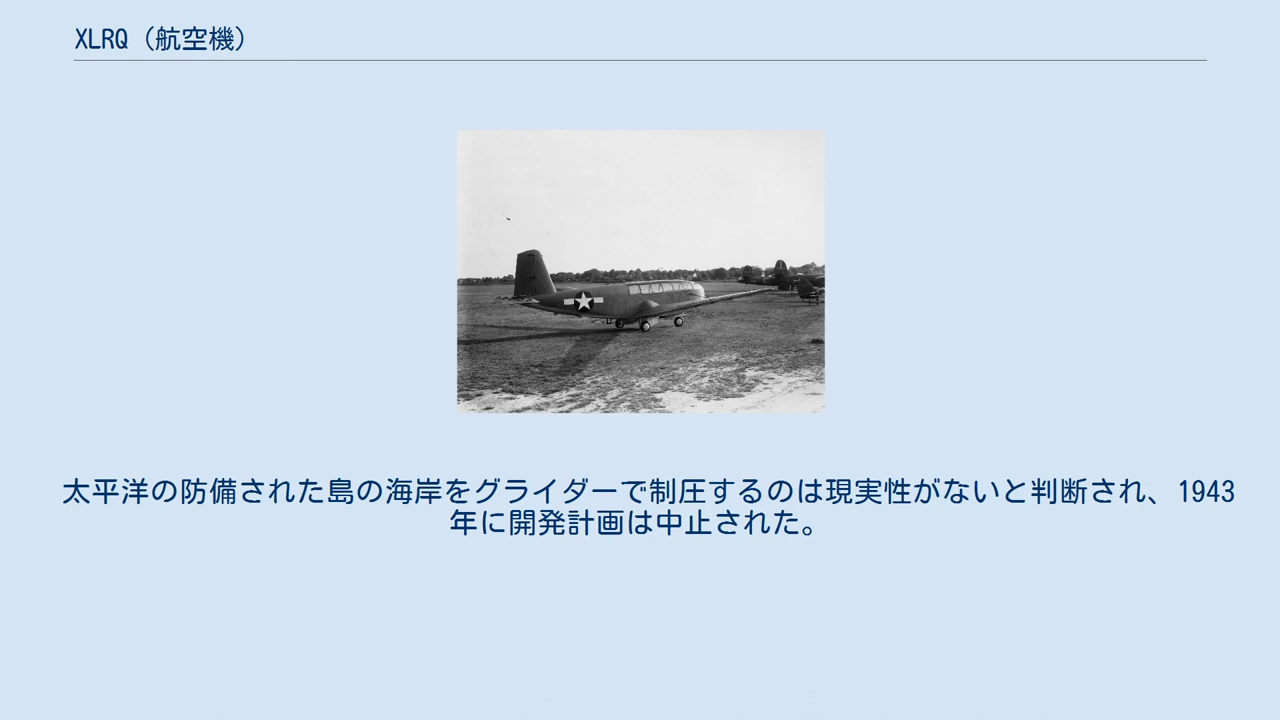 XLRQ（航空機）
太平洋の防備された島の海岸をグライダーで制圧するのは現実性がないと判断され、1943
年に開発計画は中止された。